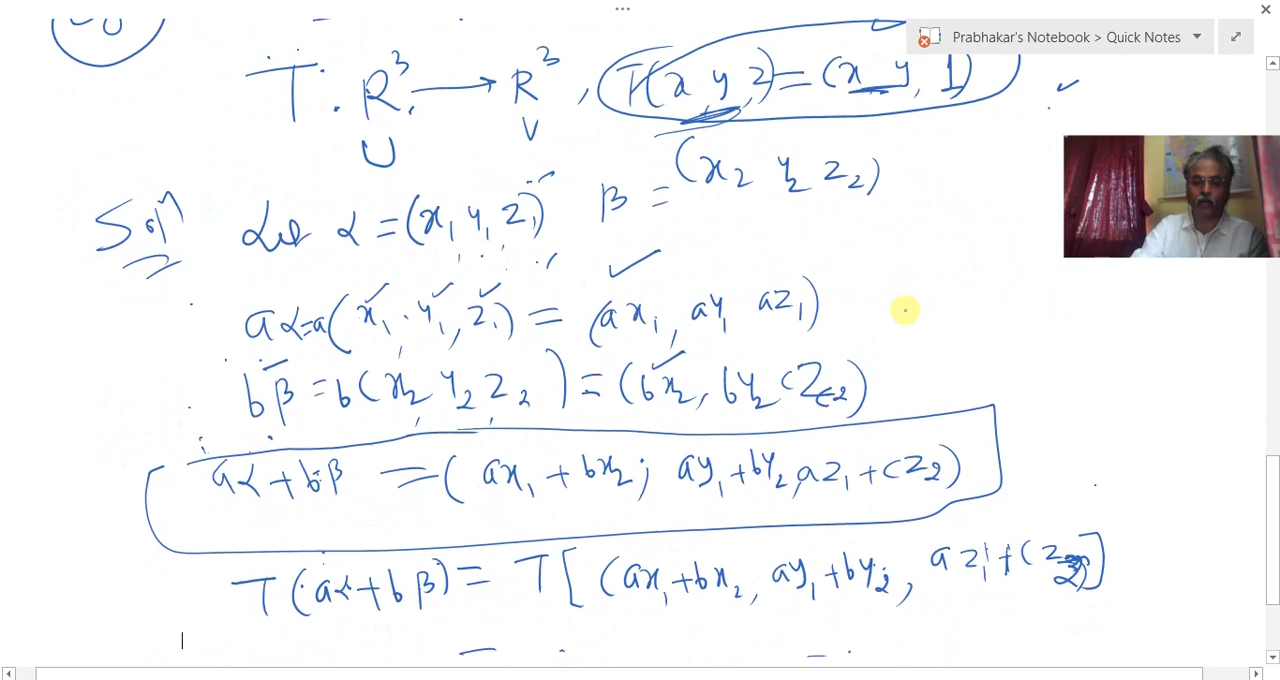 Prabhakar's Notebook > Quick Notes
T : R³ → R³, T(x, y, z) = (x, y, 1)
U V
Solⁿ Let α = (x₁ y₁ z₁) β = (x₂ y₂ z₂)
aα = a(x₁, y₁, z₁) = (ax₁, ay₁ az₁)
bβ = b(x₂ y₂ z₂) = (bx₂, by₂ cz₂)
aα + bβ = (ax₁ + bx₂; ay₁ + by₂, az₁ + cz₂)
T(aα + bβ) = T[(ax₁ + bx₂, ay₁ + by₂, az₁ + cz₂)]